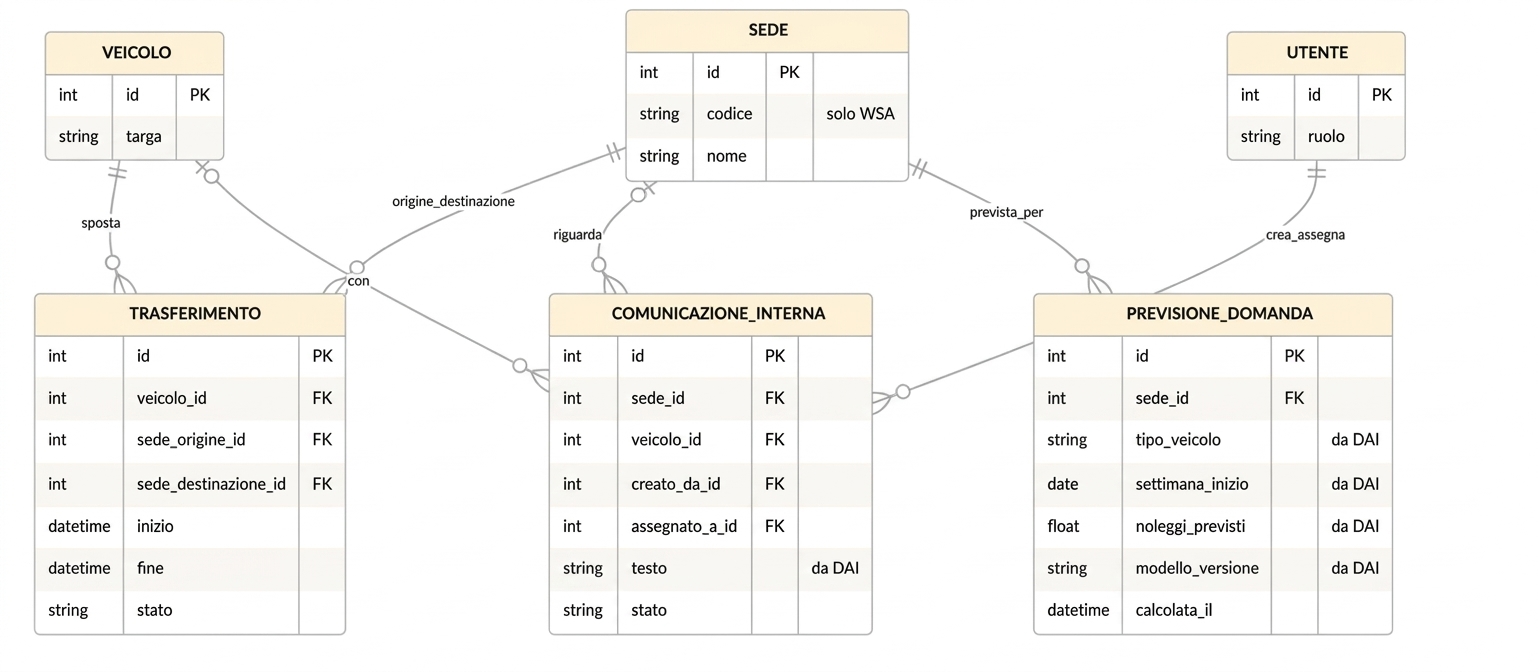 VEICOLO
int id PK
string targa
SEDE
int id PK
string codice solo WSA
string nome
UTENTE
int id PK
string ruolo
sposta
origine_destinazione
riguarda
prevista_per
crea_assegna
con
TRASFERIMENTO
int id PK
int veicolo_id FK
int sede_origine_id FK
int sede_destinazione_id FK
datetime inizio
datetime fine
string stato
COMUNICAZIONE_INTERNA
int id PK
int sede_id FK
int veicolo_id FK
int creato_da_id FK
int assegnato_a_id FK
string testo da DAI
string stato
PREVISIONE_DOMANDA
int id PK
int sede_id FK
string tipo_veicolo da DAI
date settimana_inizio da DAI
float noleggi_previsti da DAI
string modello_versione da DAI
datetime calcolata_il